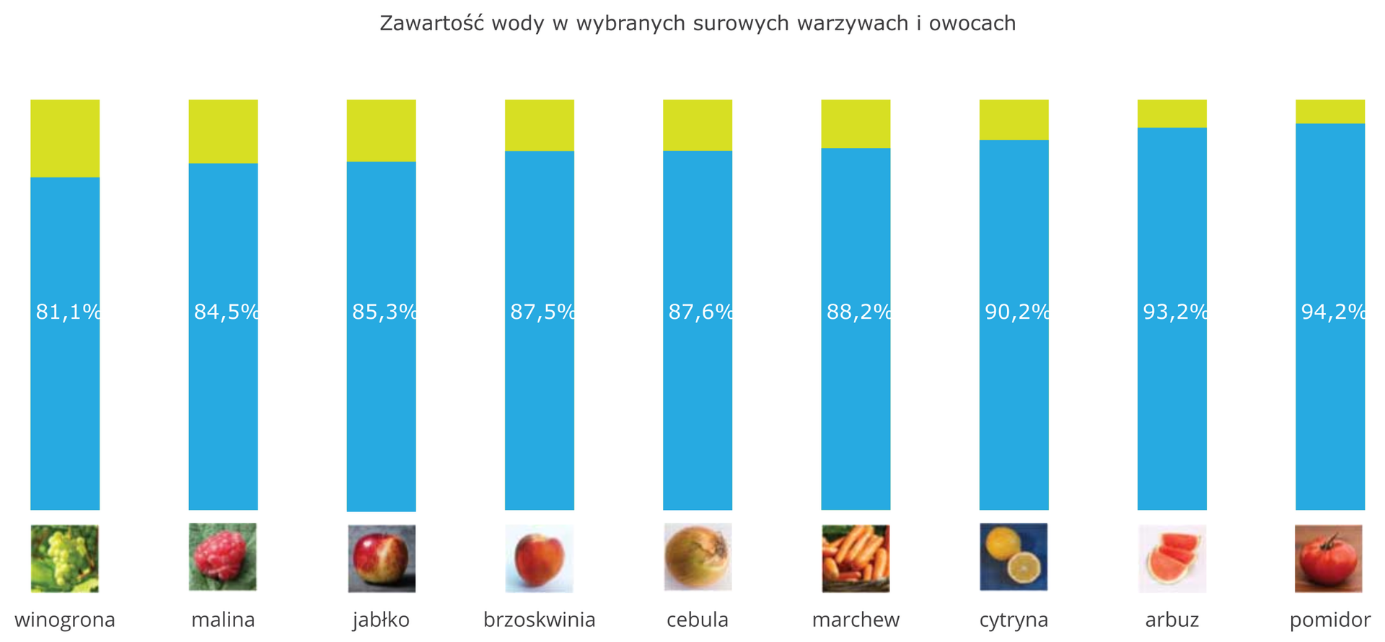 Zawartość wody w wybranych surowych warzywach i owocach
81,1% 84,5% 85,3% 87,5% 87,6% 88,2% 90,2% 93,2% 94,2%
winogrona malina jabłko brzoskwinia cebula marchew cytryna arbuz pomidor